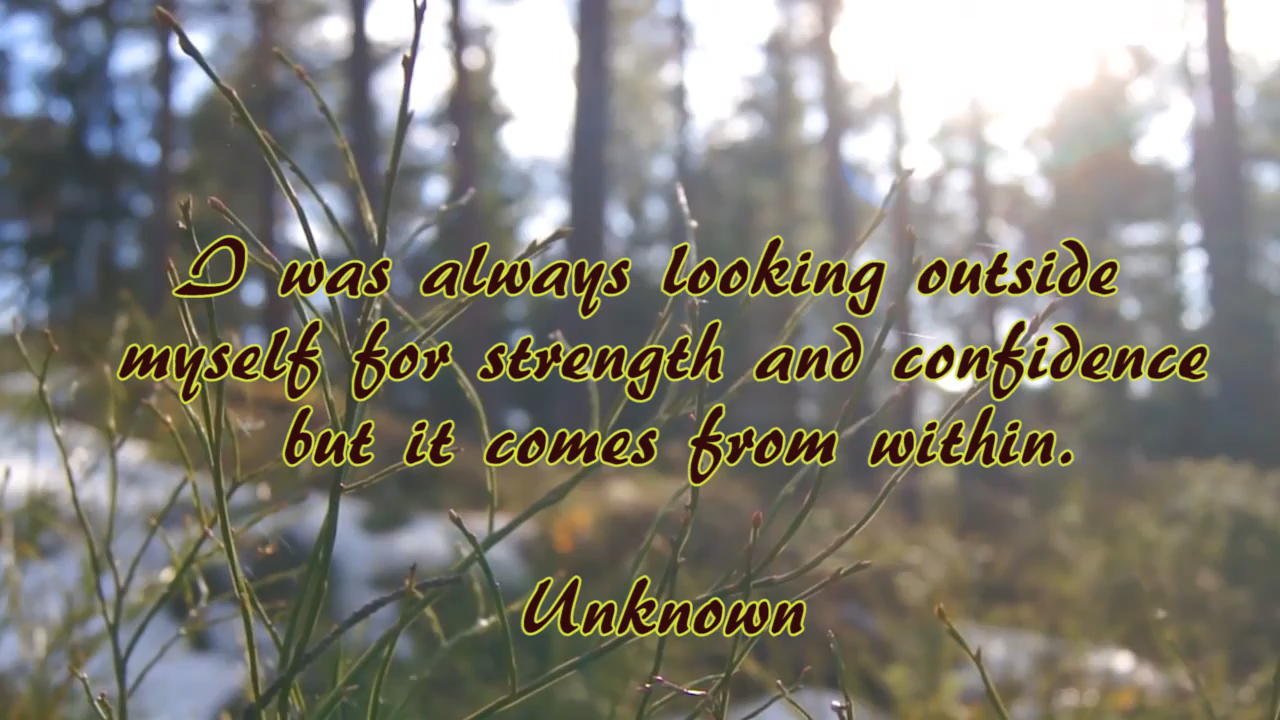 I was always looking outside
myself for strength and confidence
but it comes from within.
Unknown